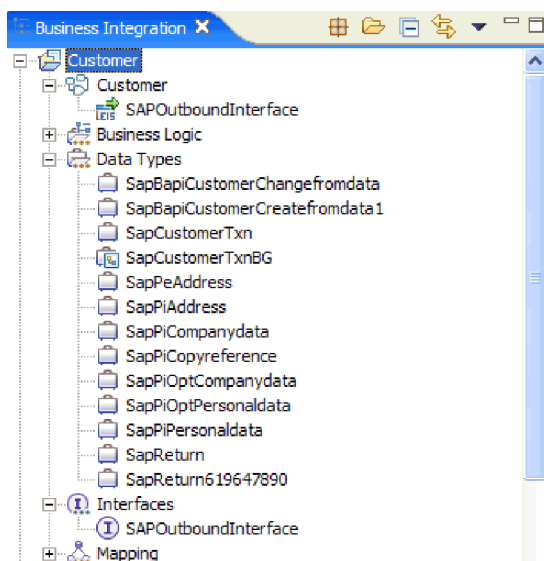 Business Integration
Customer
Customer
SAPOutboundInterface
Business Logic
Data Types
SapBapiCustomerChangefromdata
SapBapiCustomerCreatefromdata1
SapCustomerTxn
SapCustomerTxnBG
SapPeAddress
SapPiAddress
SapPiCompanydata
SapPiCopyreference
SapPiOptCompanydata
SapPiOptPersonaldata
SapPiPersonaldata
SapReturn
SapReturn619647890
Interfaces
SAPOutboundInterface
Mapping